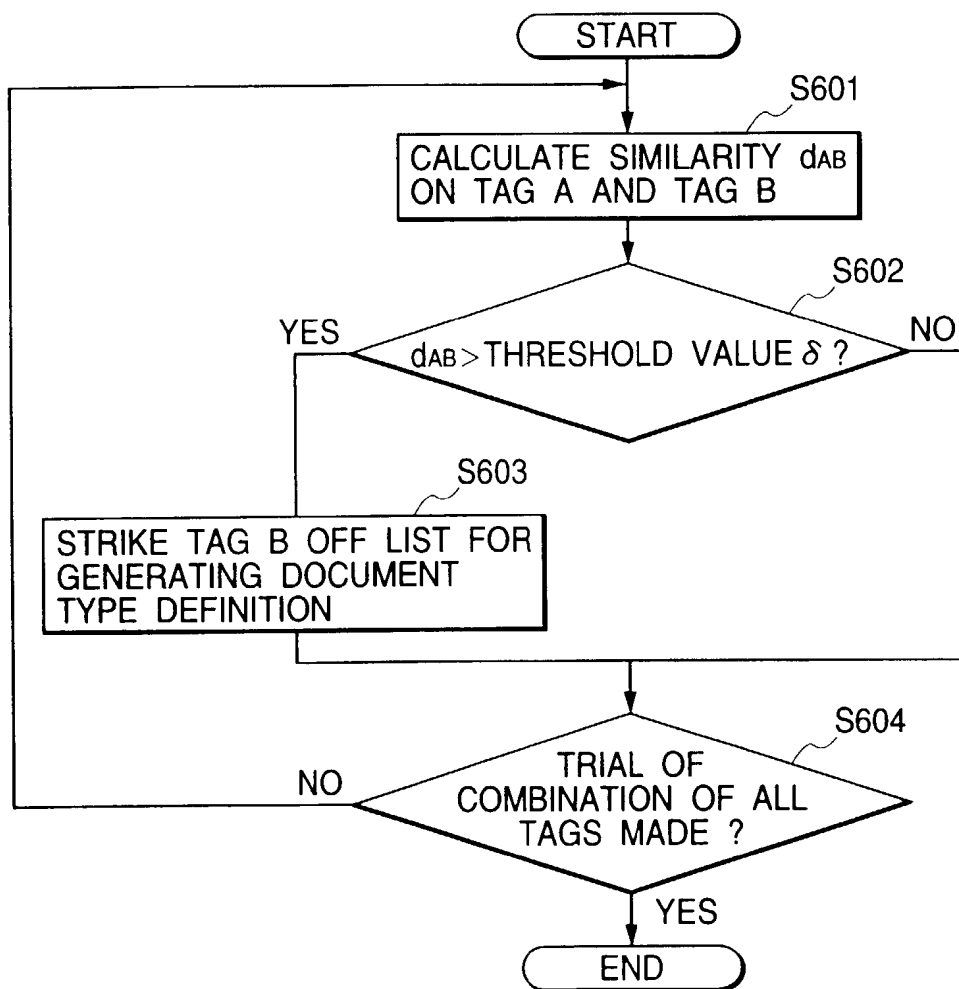 START
S601
CALCULATE SIMILARITY dAB
ON TAG A AND TAG B
S602
YES
NO
dAB > THRESHOLD VALUE δ ?
S603
STRIKE TAG B OFF LIST FOR
GENERATING DOCUMENT
TYPE DEFINITION
S604
NO
TRIAL OF
COMBINATION OF ALL
TAGS MADE ?
YES
END